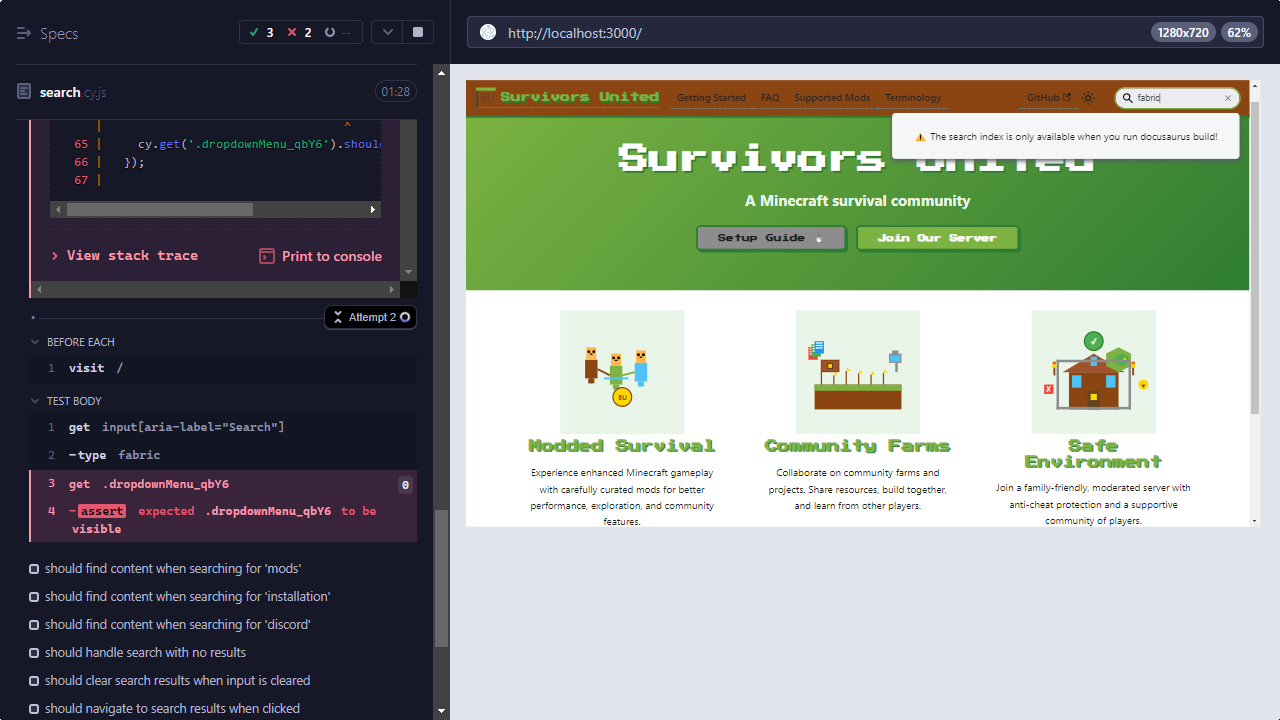 Specs
3 2 --
search.cy.js 01:28
65 | cy.get('.dropdownMenu_qbY6').shoul
66 | });
67 |
View stack trace
Print to console
Attempt 2
BEFORE EACH
1 visit /
TEST BODY
1 get input[aria-label="Search"]
2 -type fabric
3 get .dropdownMenu_qbY6 0
4 -assert expected .dropdownMenu_qbY6 to be
visible
should find content when searching for 'mods'
should find content when searching for 'installation'
should find content when searching for 'discord'
should handle search with no results
should clear search results when input is cleared
should navigate to search results when clicked
http://localhost:3000/ 1280x720 62%
Survivors United Getting Started FAQ Supported Mods Terminology GitHub fabric
⚠️ The search index is only available when you run docusaurus build!
Survivors United
A Minecraft survival community
Setup Guide Join Our Server
SU
Modded Survival
Experience enhanced Minecraft gameplay
with carefully curated mods for better
performance, exploration, and community
features.
Community Farms
Collaborate on community farms and
projects. Share resources, build together,
and learn from other players.
Safe
Environment
Join a family-friendly, moderated server with
anti-cheat protection and a supportive
community of players.